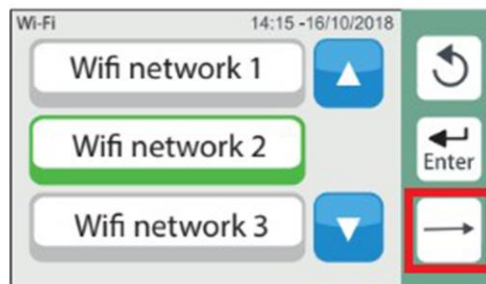 Wi-Fi 14:15 -16/10/2018
Wifi network 1
Wifi network 2
Enter
Wifi network 3